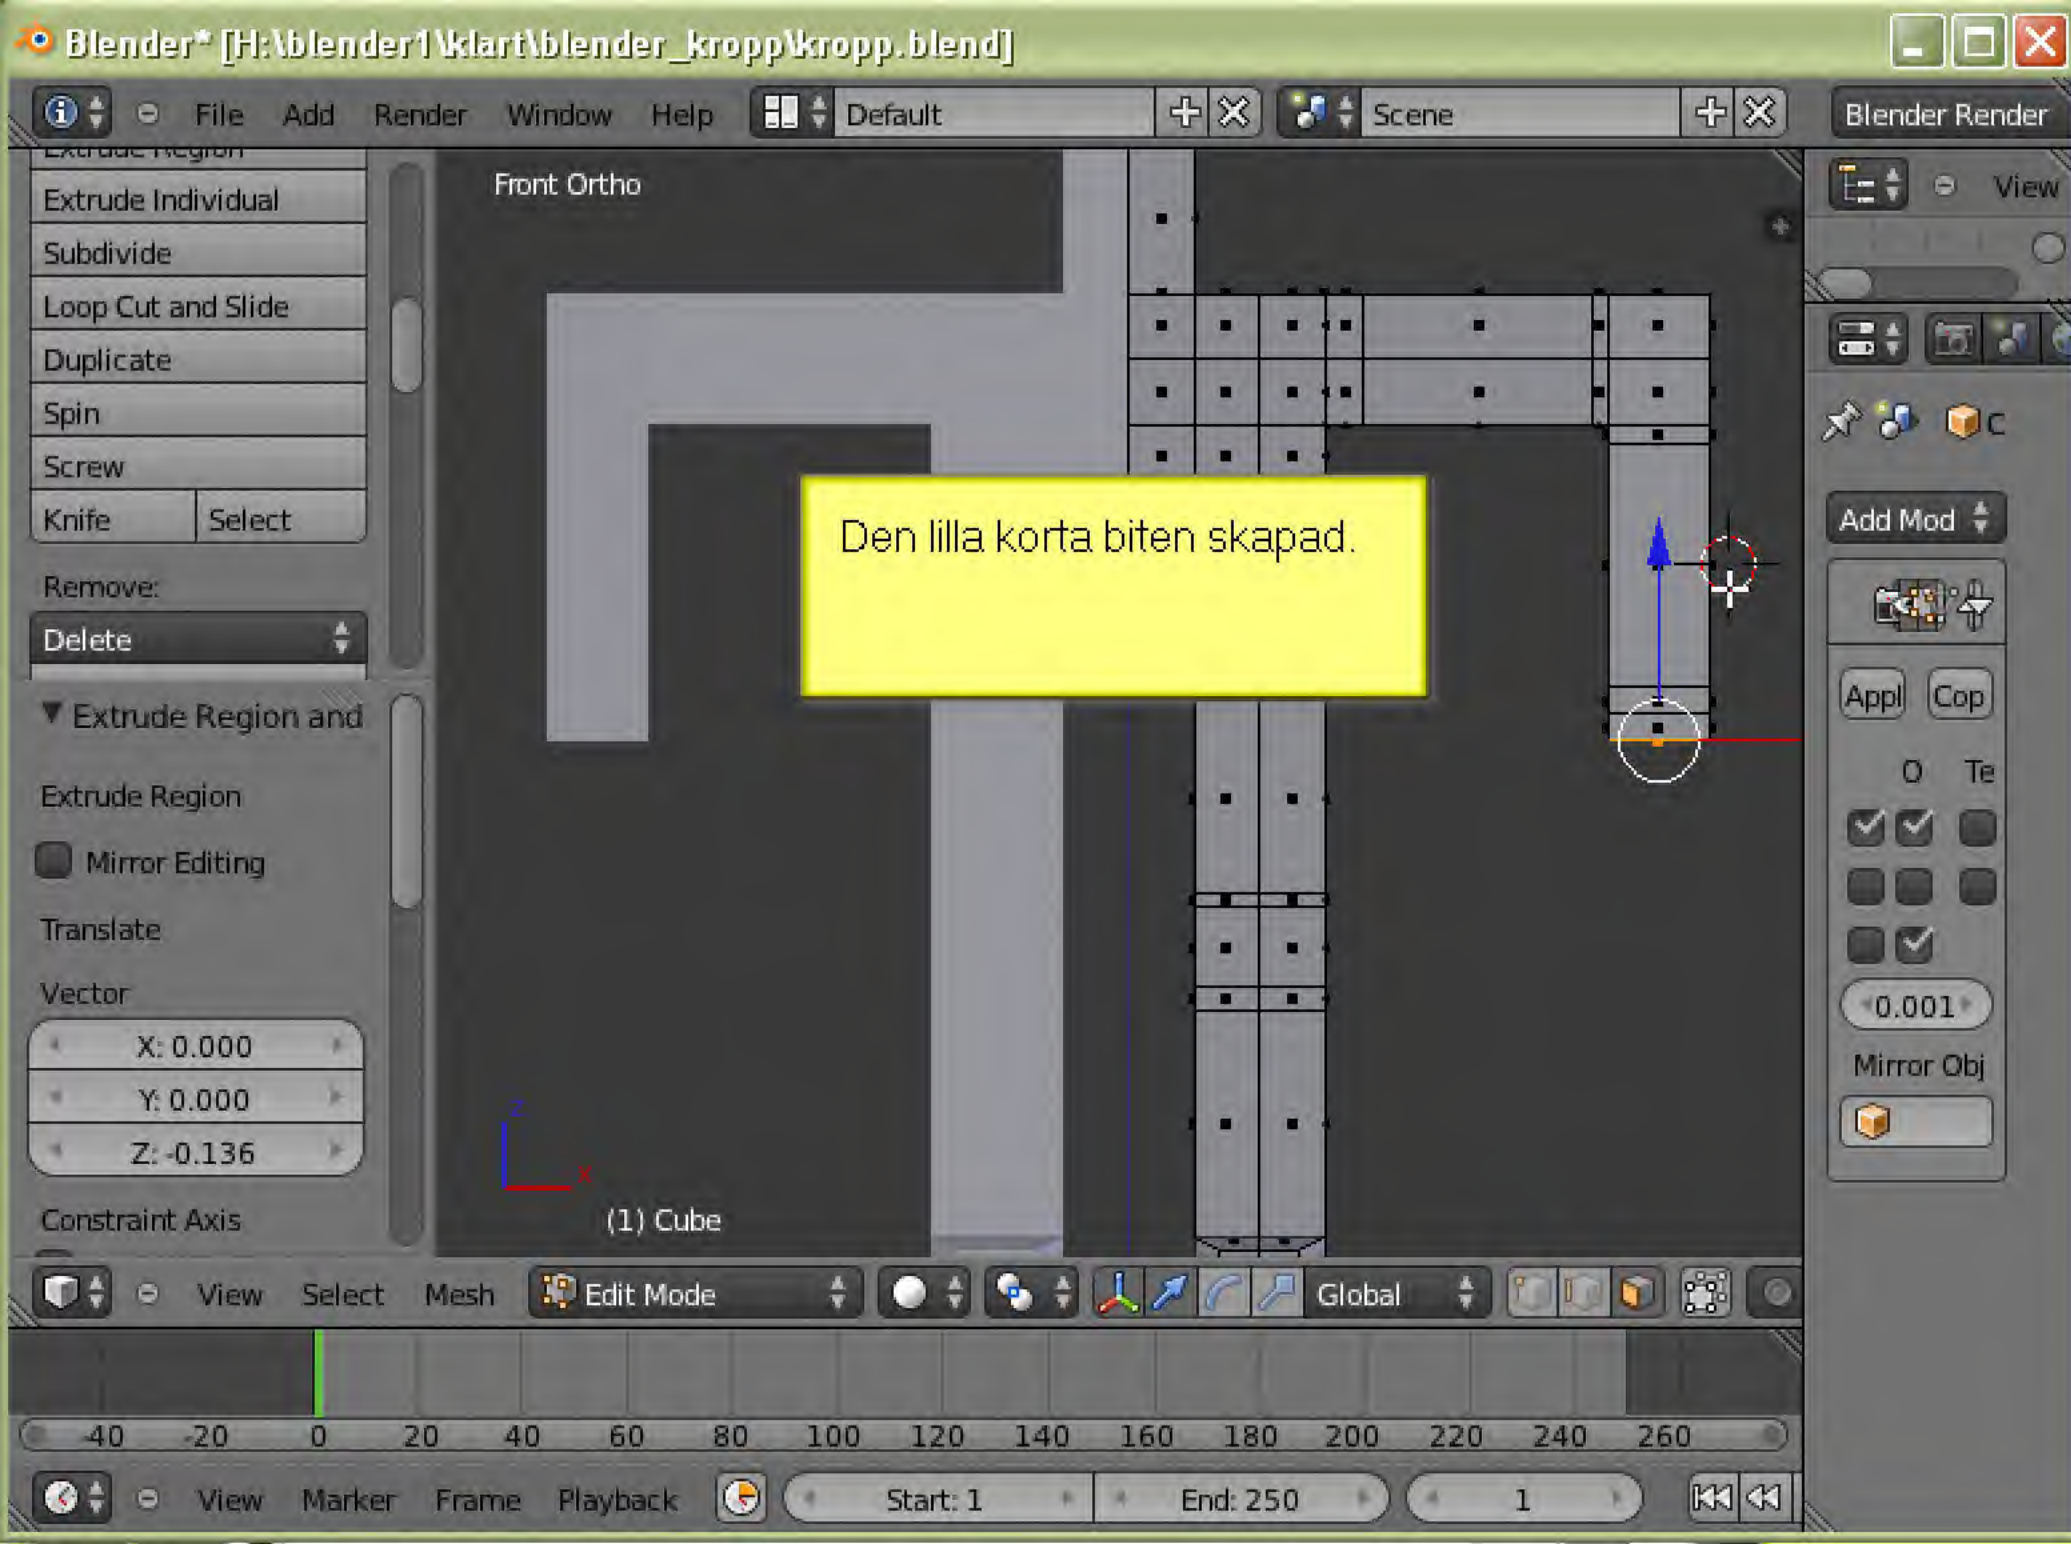 Blender* [H:\blender1\klart\blender_kropp\kropp.blend]
File Add Render Window Help Default Scene Blender Render
Extrude Region
Extrude Individual
Subdivide
Loop Cut and Slide
Duplicate
Spin
Screw
Knife Select
Remove:
Delete
Extrude Region and
Extrude Region
Mirror Editing
Translate
Vector
X: 0.000
Y: 0.000
Z: -0.136
Constraint Axis
Front Ortho
Den lilla korta biten skapad.
z
x
(1) Cube
View
C
Add Mod
Appl Cop
O Te
0.001
Mirror Obj
View Select Mesh Edit Mode Global
-40 -20 0 20 40 60 80 100 120 140 160 180 200 220 240 260
View Marker Frame Playback Start: 1 End: 250 1